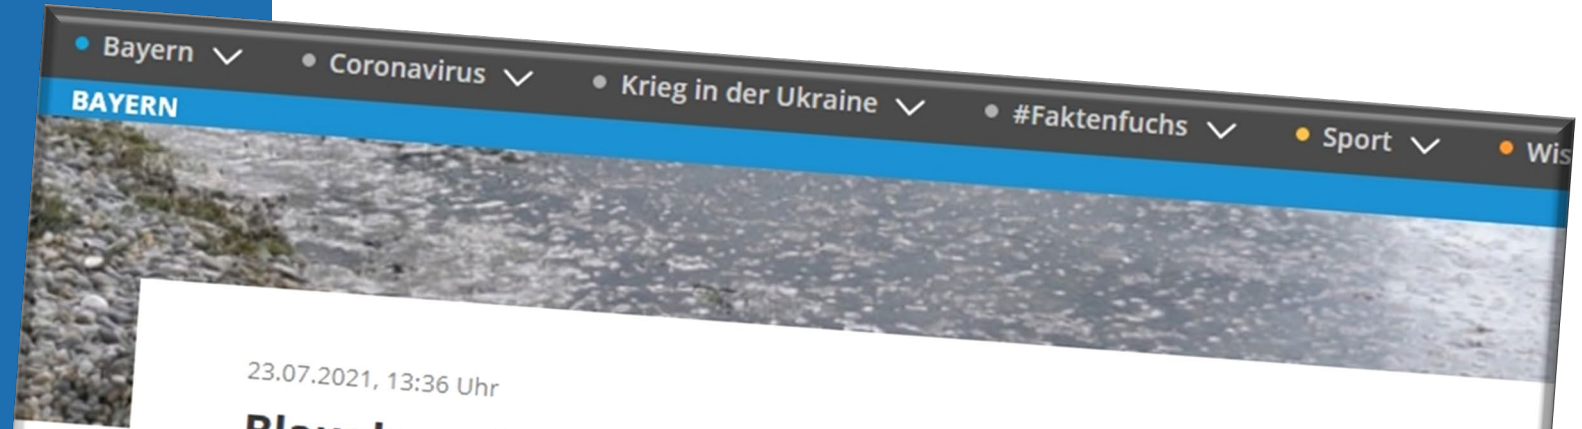 Bayern Coronavirus Krieg in der Ukraine #Faktenfuchs Sport
BAYERN
23.07.2021, 13:36 Uhr